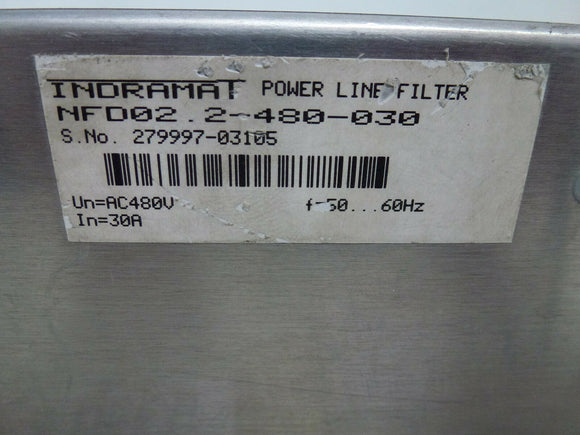 INDRAMAT POWER LINE FILTER
NFD02.2-480-030
S.No. 279997-03105
Un=AC480V f=50...60Hz
In=30A